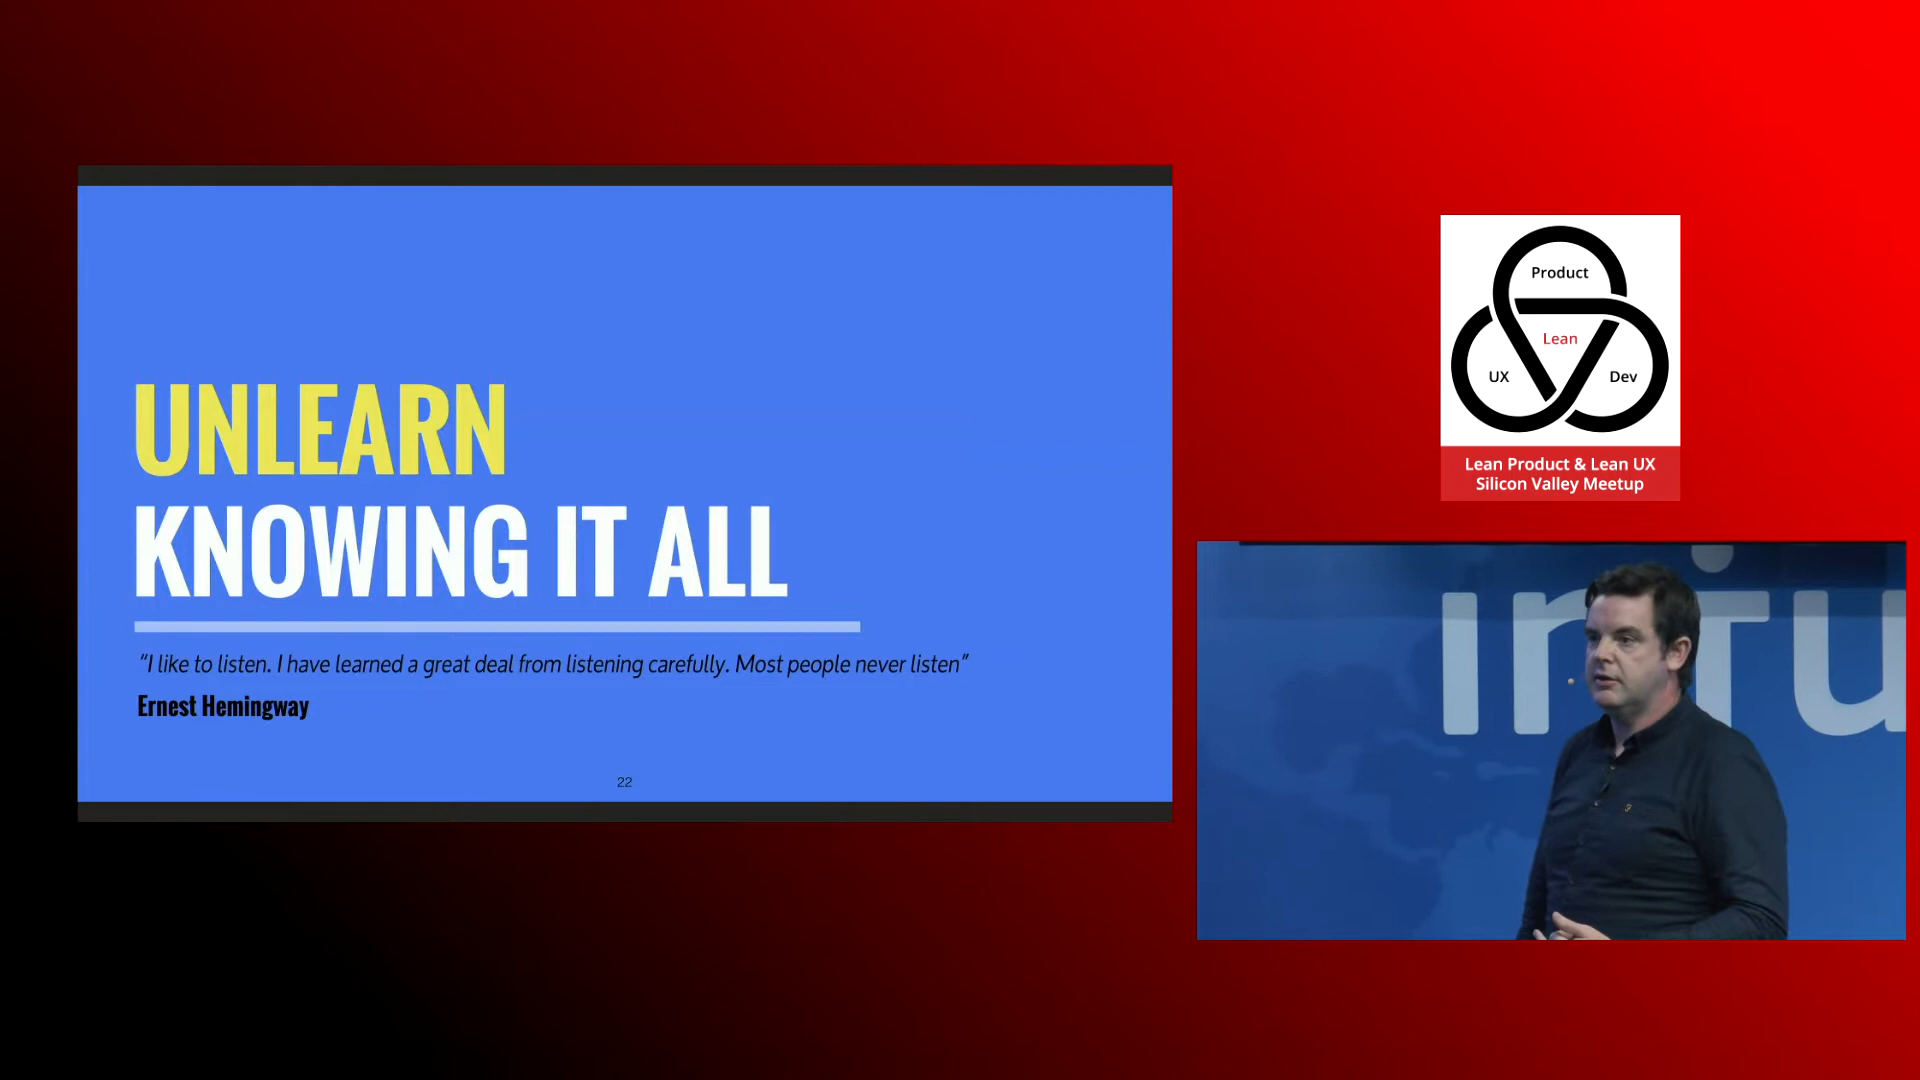 UNLEARN
KNOWING IT ALL
“I like to listen. I have learned a great deal from listening carefully. Most people never listen”
Ernest Hemingway
22
Product
Lean
UX
Dev
Lean Product & Lean UX
Silicon Valley Meetup
intu